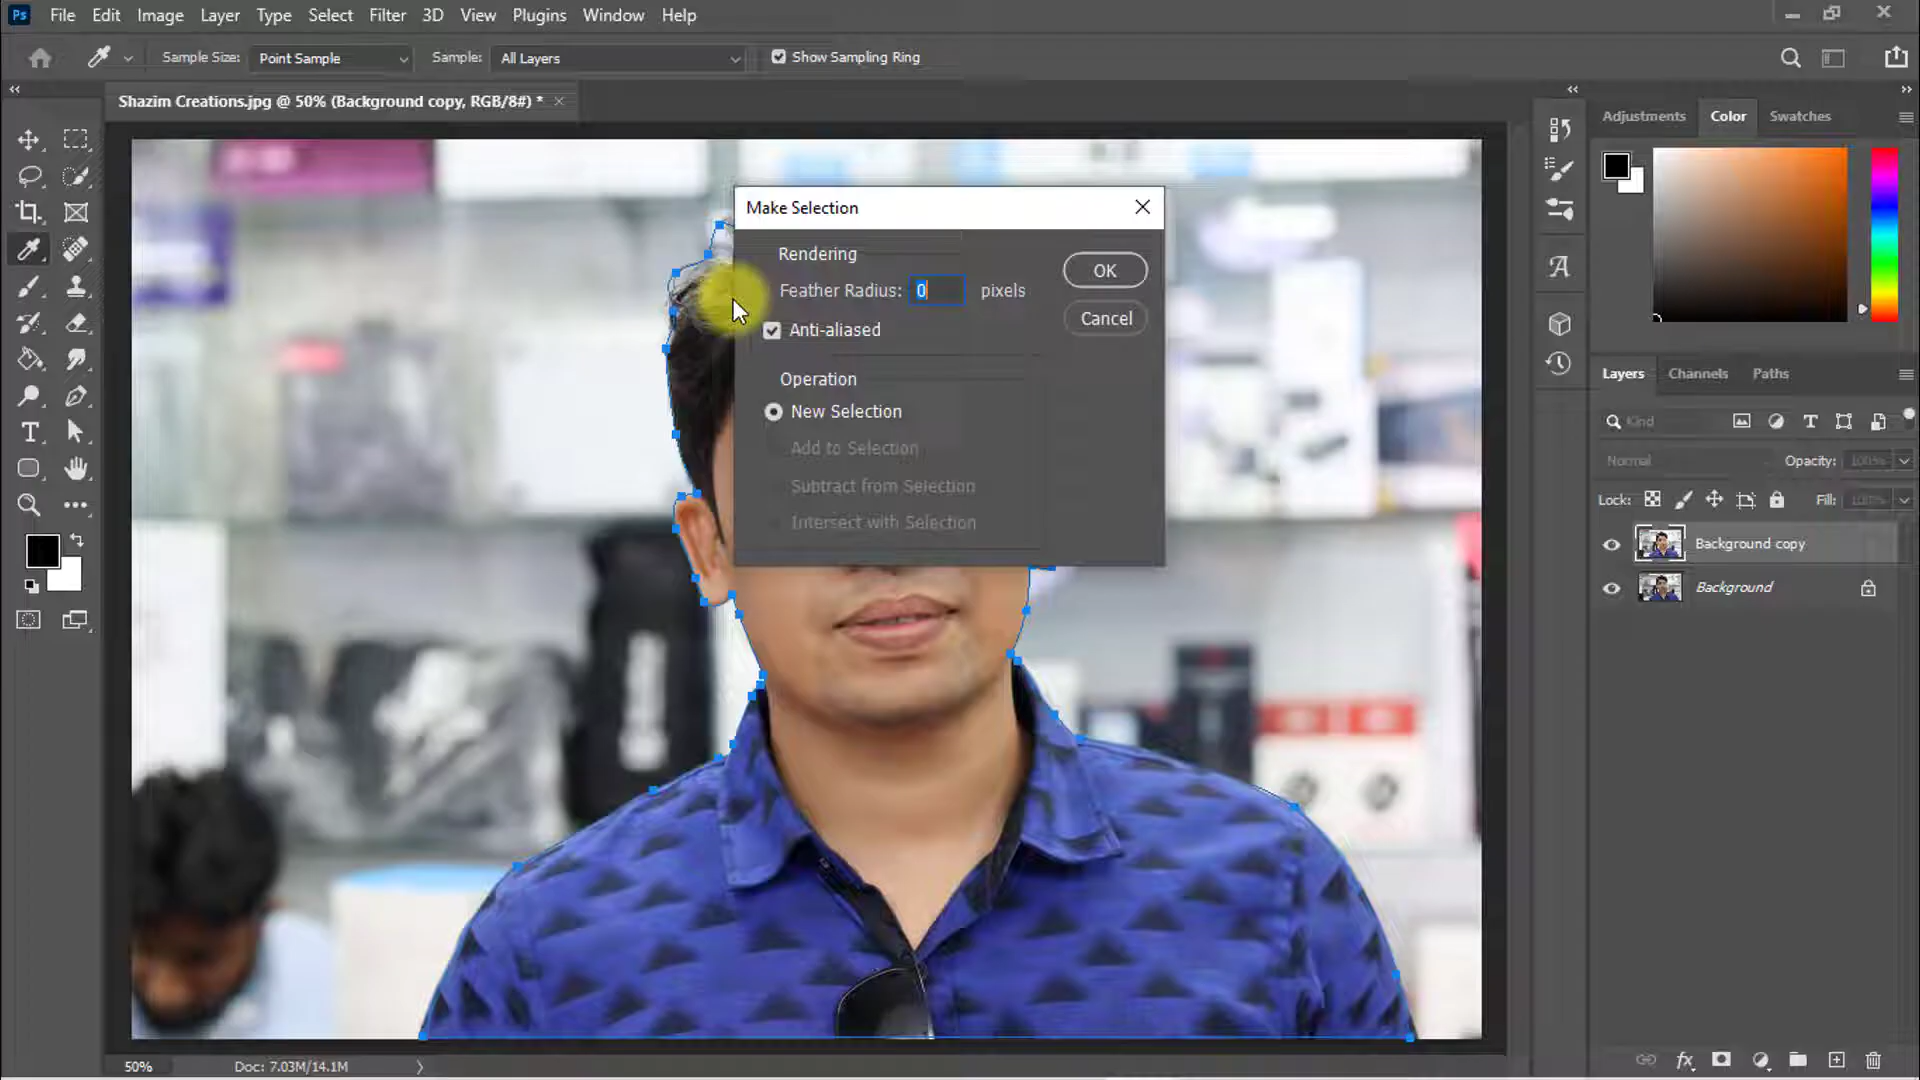 Ps File Edit Image Layer Type Select Filter 3D View Plugins Window Help
Sample Size: Point Sample Sample: All Layers Show Sampling Ring
Shazim Creations.jpg @ 50% (Background copy, RGB/8#) *
Adjustments Color Swatches
Make Selection
Rendering
Feather Radius: 0 pixels
OK
Anti-aliased
Cancel
Operation
New Selection
Add to Selection
Subtract from Selection
Intersect with Selection
Layers Channels Paths
Kind
Normal Opacity: 100%
Lock: Fill: 100%
Background copy
Background
50% Doc: 7.03M/14.1M